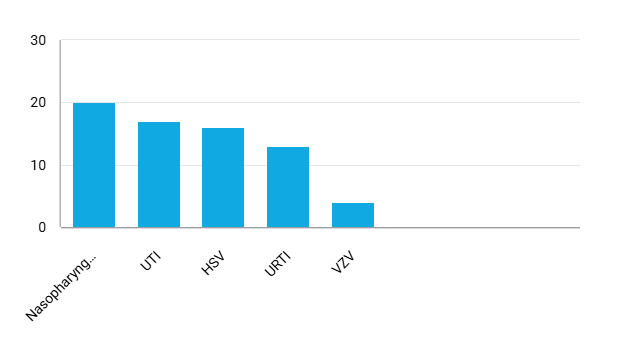 30
20
10
0
Nasopharyng...
UTI
HSV
URTI
VZV